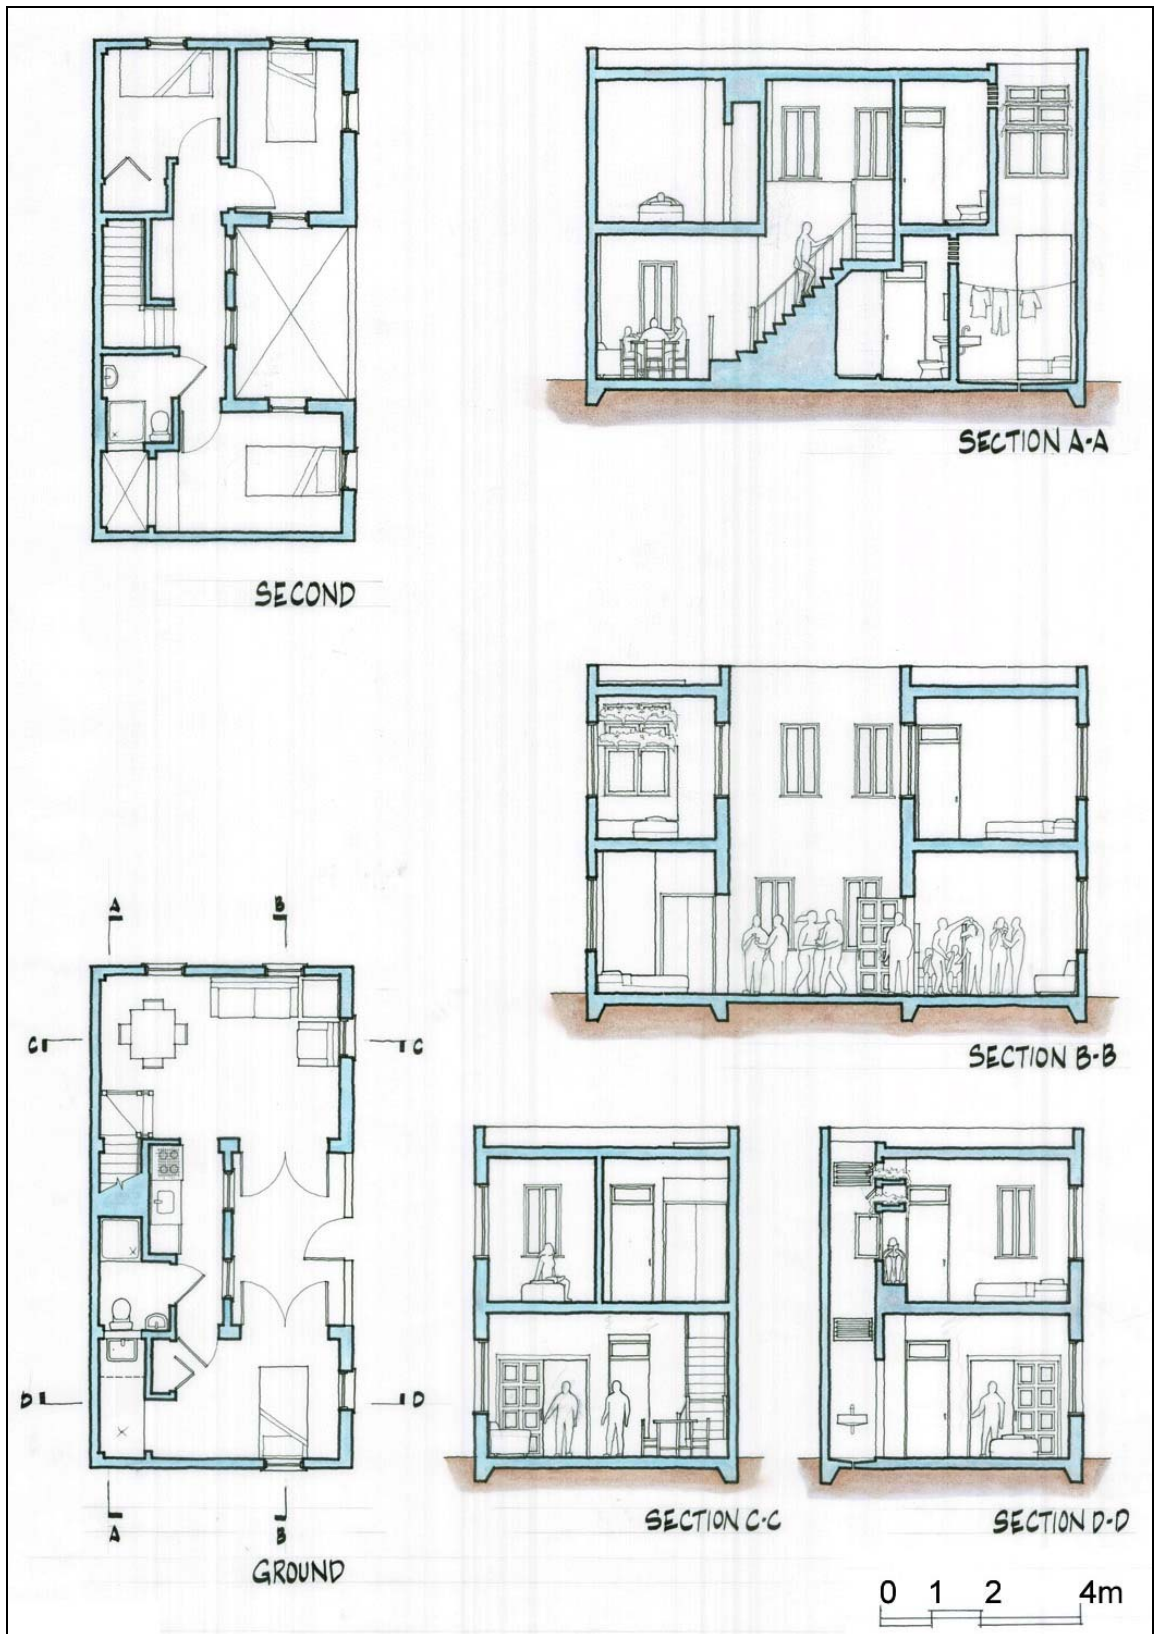 SECTION A-A
SECOND
A B
SECTION B-B
C C
D D
A B
GROUND
SECTION C-C
SECTION D-D
0 1 2 4m